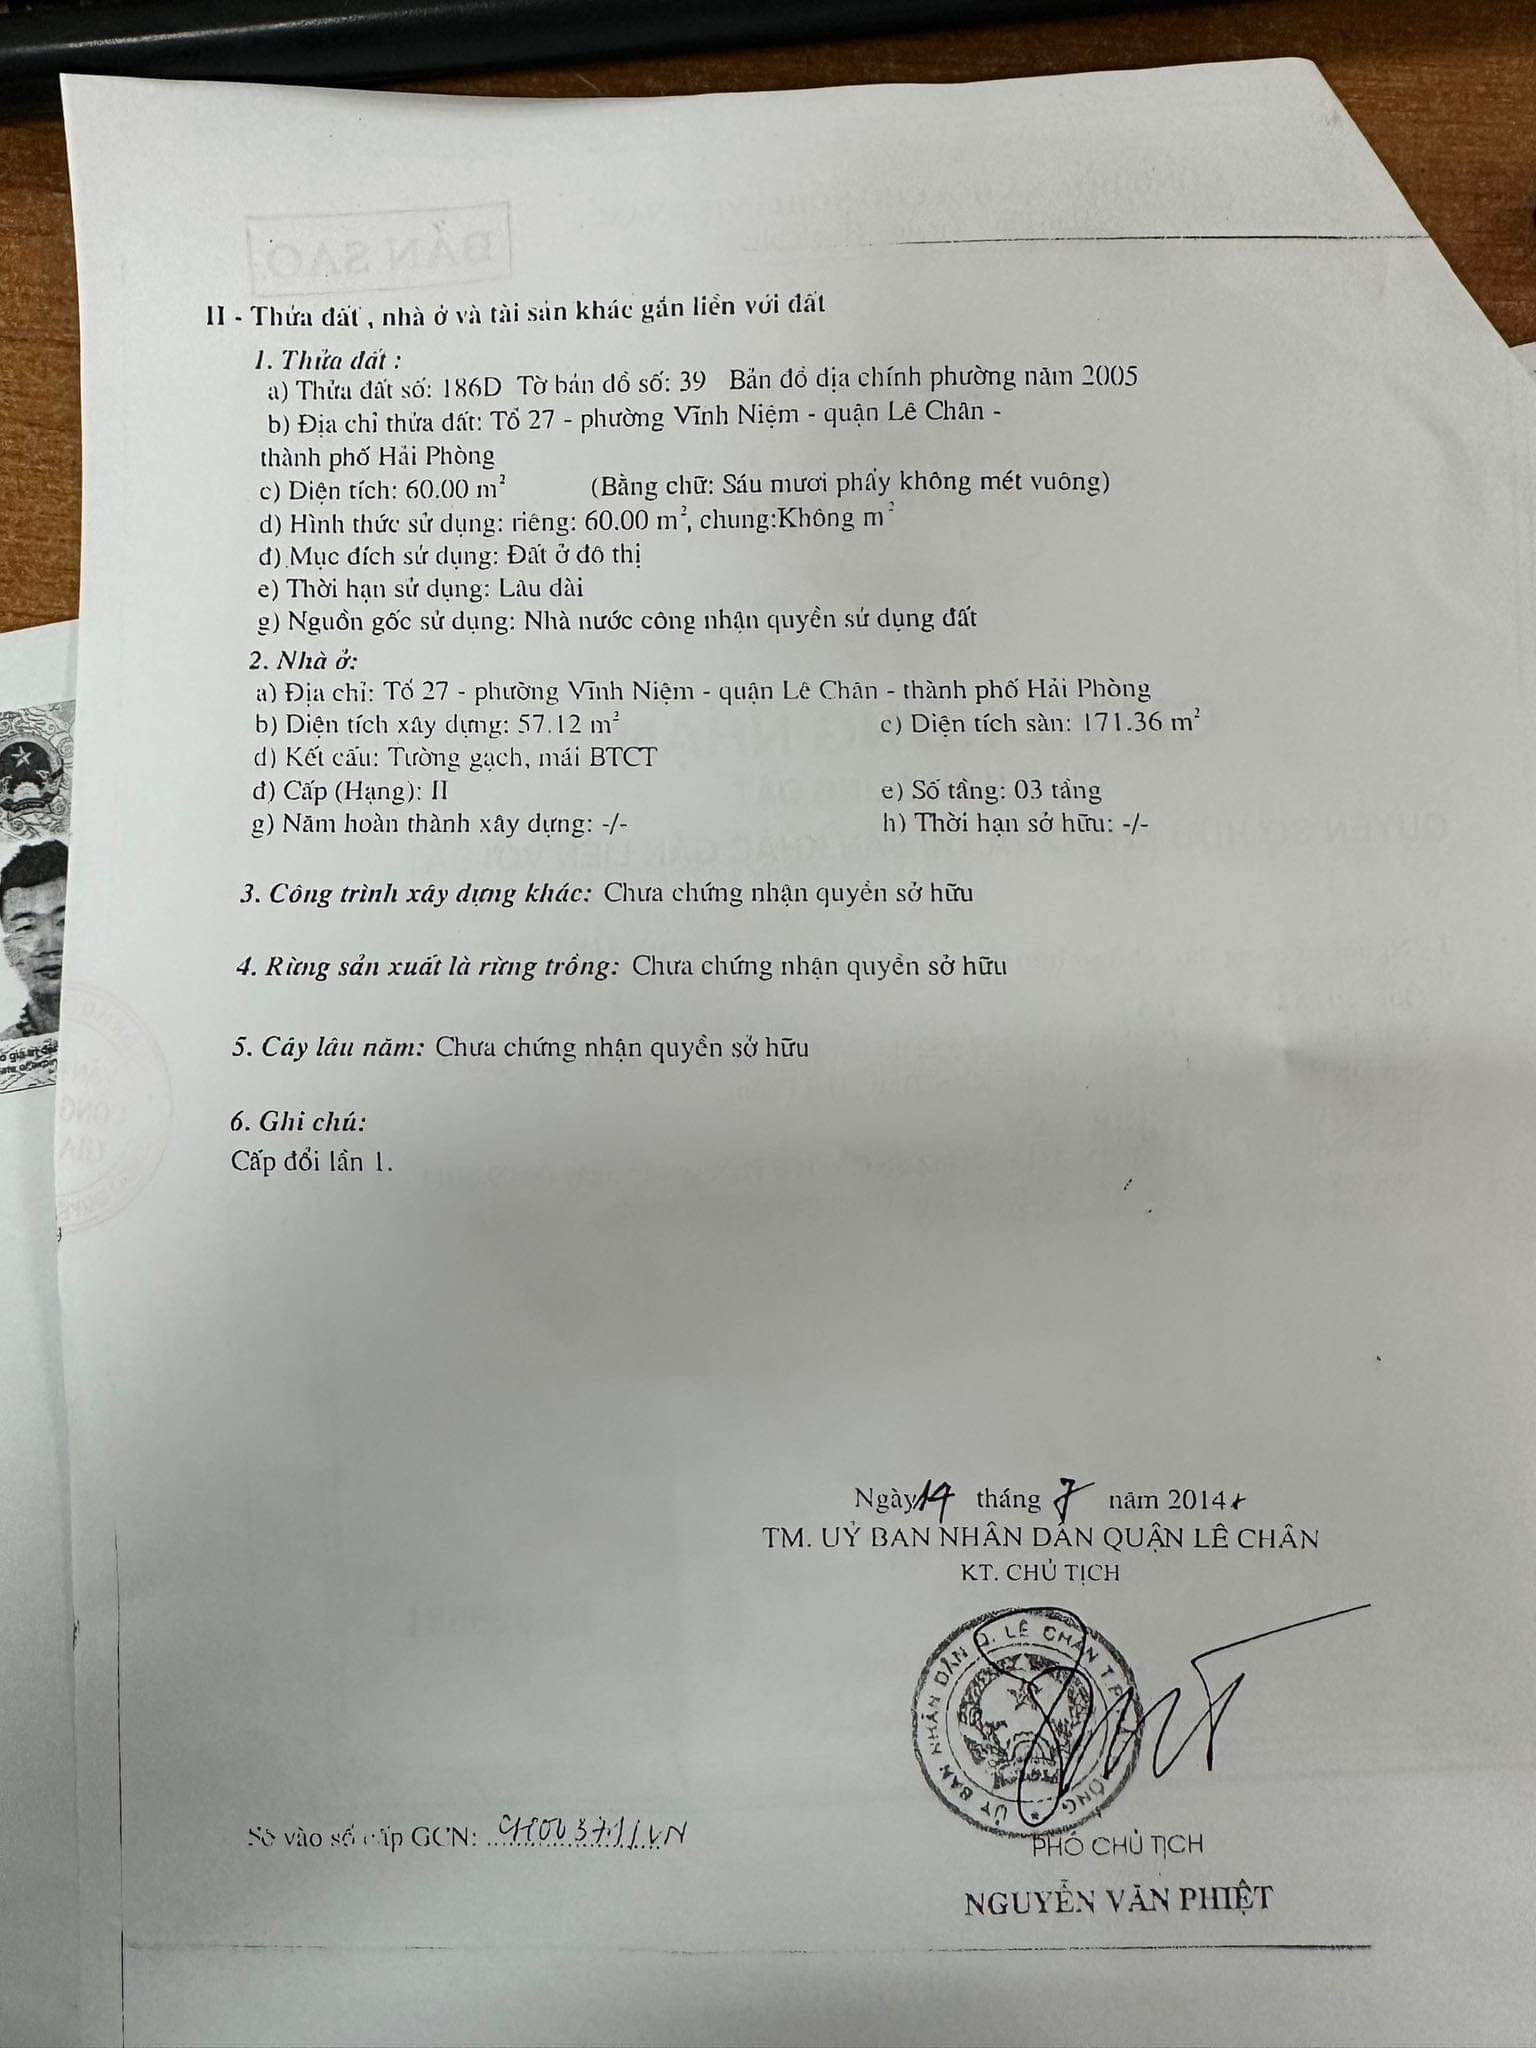 BẢN SAO
II - Thửa đất , nhà ở và tài sản khác gắn liền với đất
1. Thửa đất :
a) Thửa đất số: 186D Tờ bản đồ số: 39 Bản đồ địa chính phường năm 2005
b) Địa chỉ thửa đất: Tổ 27 - phường Vĩnh Niệm - quận Lê Chân -
thành phố Hải Phòng
c) Diện tích: 60.00 m² (Bằng chữ: Sáu mươi phẩy không mét vuông)
d) Hình thức sử dụng: riêng: 60.00 m², chung:Không m²
đ) Mục đích sử dụng: Đất ở đô thị
e) Thời hạn sử dụng: Lâu dài
g) Nguồn gốc sử dụng: Nhà nước công nhận quyền sử dụng đất
2. Nhà ở:
a) Địa chỉ: Tổ 27 - phường Vĩnh Niệm - quận Lê Chân - thành phố Hải Phòng
b) Diện tích xây dựng: 57.12 m² c) Diện tích sàn: 171.36 m²
d) Kết cấu: Tường gạch, mái BTCT
đ) Cấp (Hạng): II e) Số tầng: 03 tầng
g) Năm hoàn thành xây dựng: -/- h) Thời hạn sở hữu: -/-
3. Công trình xây dựng khác: Chưa chứng nhận quyền sở hữu
4. Rừng sản xuất là rừng trồng: Chưa chứng nhận quyền sở hữu
5. Cây lâu năm: Chưa chứng nhận quyền sở hữu
6. Ghi chú:
Cấp đổi lần 1.
Ngày 14 tháng 7 năm 2014
TM. UỶ BAN NHÂN DÂN QUẬN LÊ CHÂN
KT. CHỦ TỊCH
ỦY BAN NHÂN DÂN Q. LÊ CHÂN
PHÓ CHỦ TỊCH
NGUYỄN VĂN PHIỆT
Số vào sổ cấp GCN: